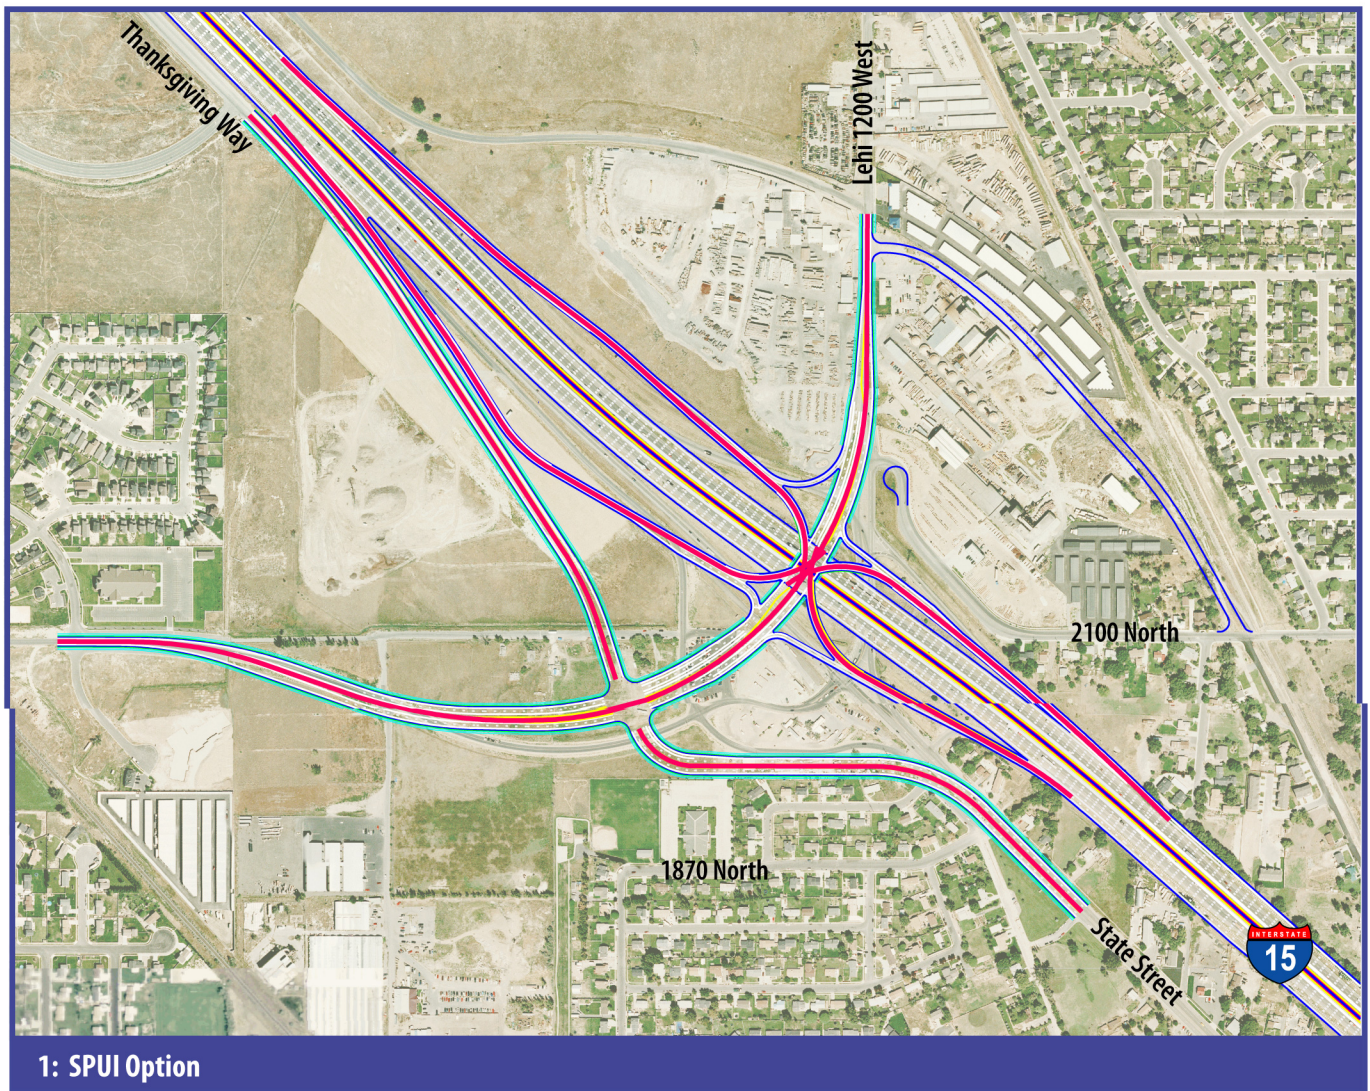 Thanksgiving Way
Lehi 1200 West
2100 North
1870 North
State Street
INTERSTATE
15
1: SPUI Option